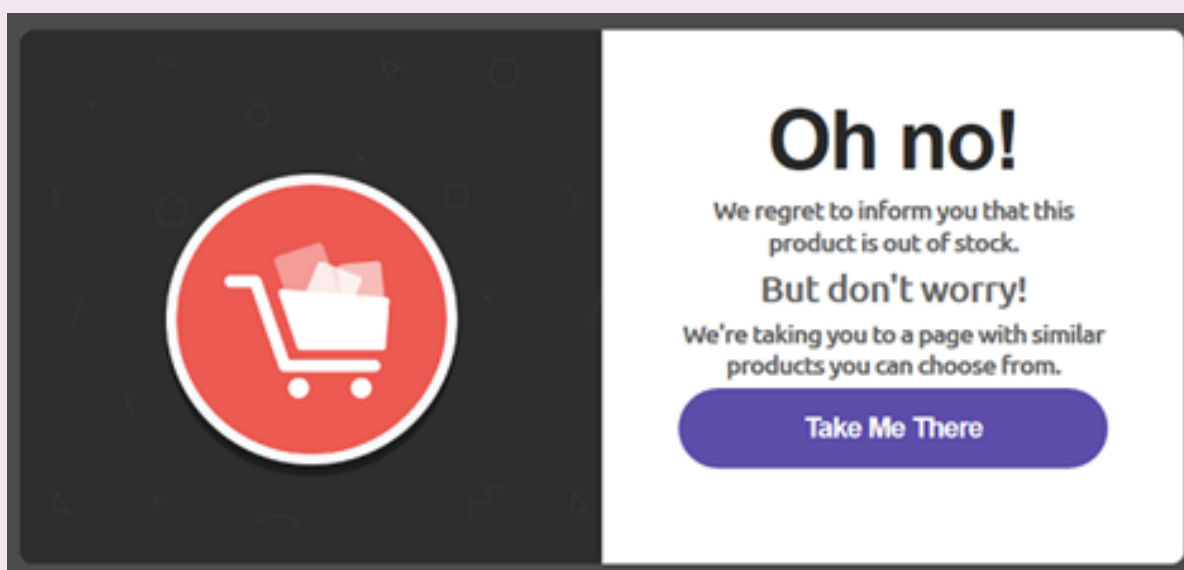 Oh no!
We regret to inform you that this
product is out of stock.
But don't worry!
We're taking you to a page with similar
products you can choose from.
Take Me There